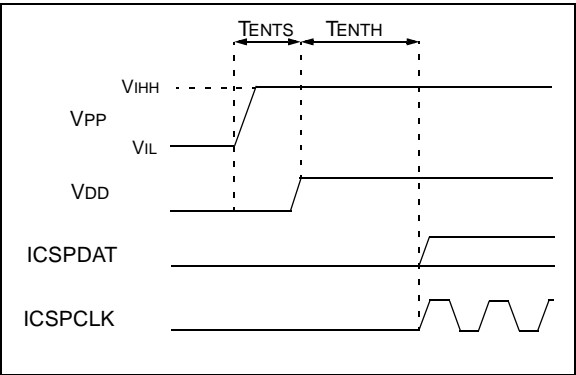 TENTS TENTH
VIHH
VPP
VIL
VDD
ICSPDAT
ICSPCLK